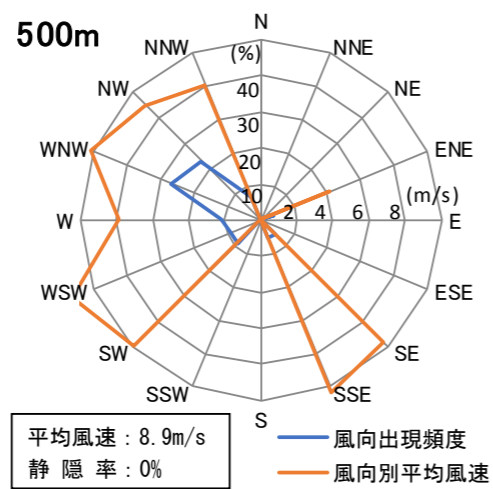 500m
N
NNW
NNE
(%)
NW
NE
40
30
WNW
ENE
20
10
(m/s)
W
2
4
6
8
E
WSW
ESE
SW
SE
SSW
SSE
S
平均風速：8.9m/s
静 隠 率：0%
風向出現頻度
風向別平均風速